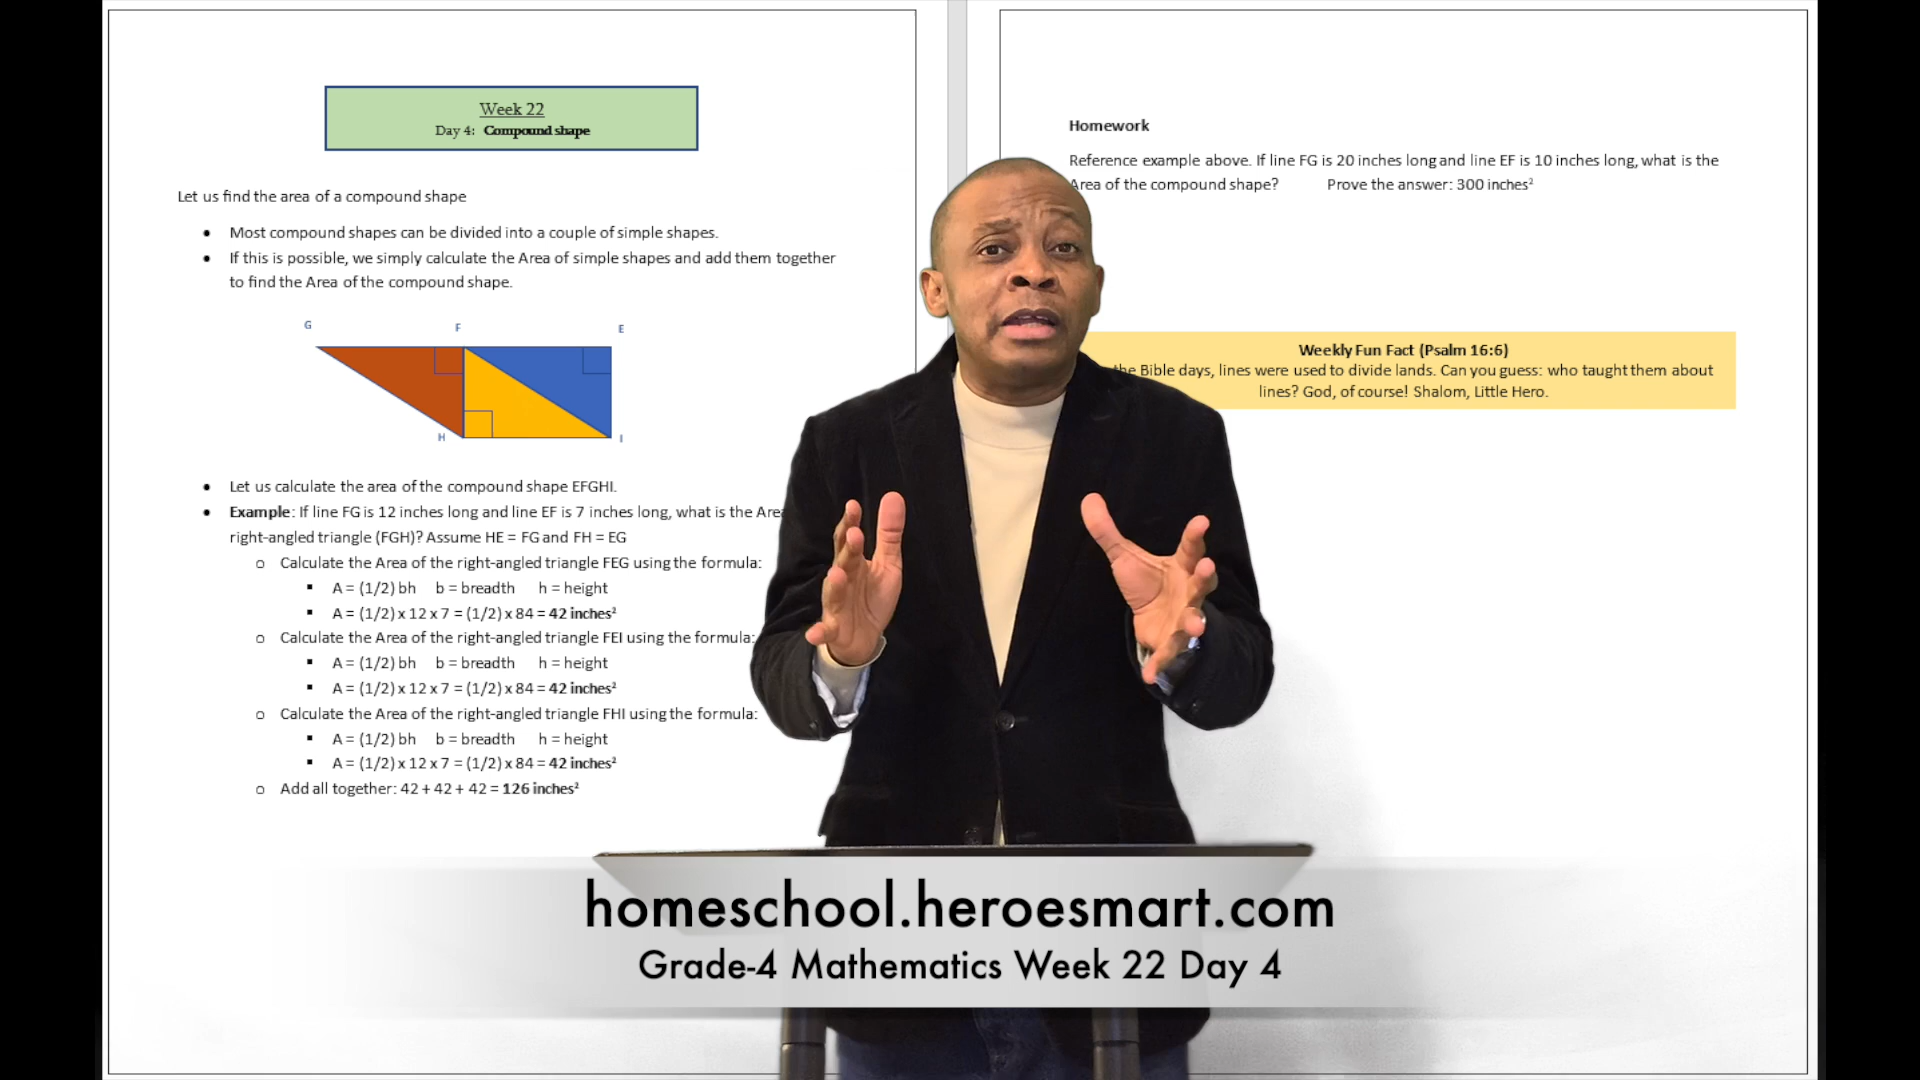 Week 22
Day 4: Compound shape
Let us find the area of a compound shape
• Most compound shapes can be divided into a couple of simple shapes.
• If this is possible, we simply calculate the Area of simple shapes and add them together
to find the Area of the compound shape.
G F E
H I
• Let us calculate the area of the compound shape EFGHI.
• Example: If line FG is 12 inches long and line EF is 7 inches long, what is the Area
right-angled triangle (FGH)? Assume HE = FG and FH = EG
o Calculate the Area of the right-angled triangle FEG using the formula:
▪ A = (1/2) bh b = breadth h = height
▪ A = (1/2) x 12 x 7 = (1/2) x 84 = 42 inches²
o Calculate the Area of the right-angled triangle FEI using the formula:
▪ A = (1/2) bh b = breadth h = height
▪ A = (1/2) x 12 x 7 = (1/2) x 84 = 42 inches²
o Calculate the Area of the right-angled triangle FHI using the formula:
▪ A = (1/2) bh b = breadth h = height
▪ A = (1/2) x 12 x 7 = (1/2) x 84 = 42 inches²
o Add all together: 42 + 42 + 42 = 126 inches²
Homework
Reference example above. If line FG is 20 inches long and line EF is 10 inches long, what is the
Area of the compound shape? Prove the answer: 300 inches²
Weekly Fun Fact (Psalm 16:6)
the Bible days, lines were used to divide lands. Can you guess: who taught them about
lines? God, of course! Shalom, Little Hero.
homeschool.heroesmart.com
Grade-4 Mathematics Week 22 Day 4